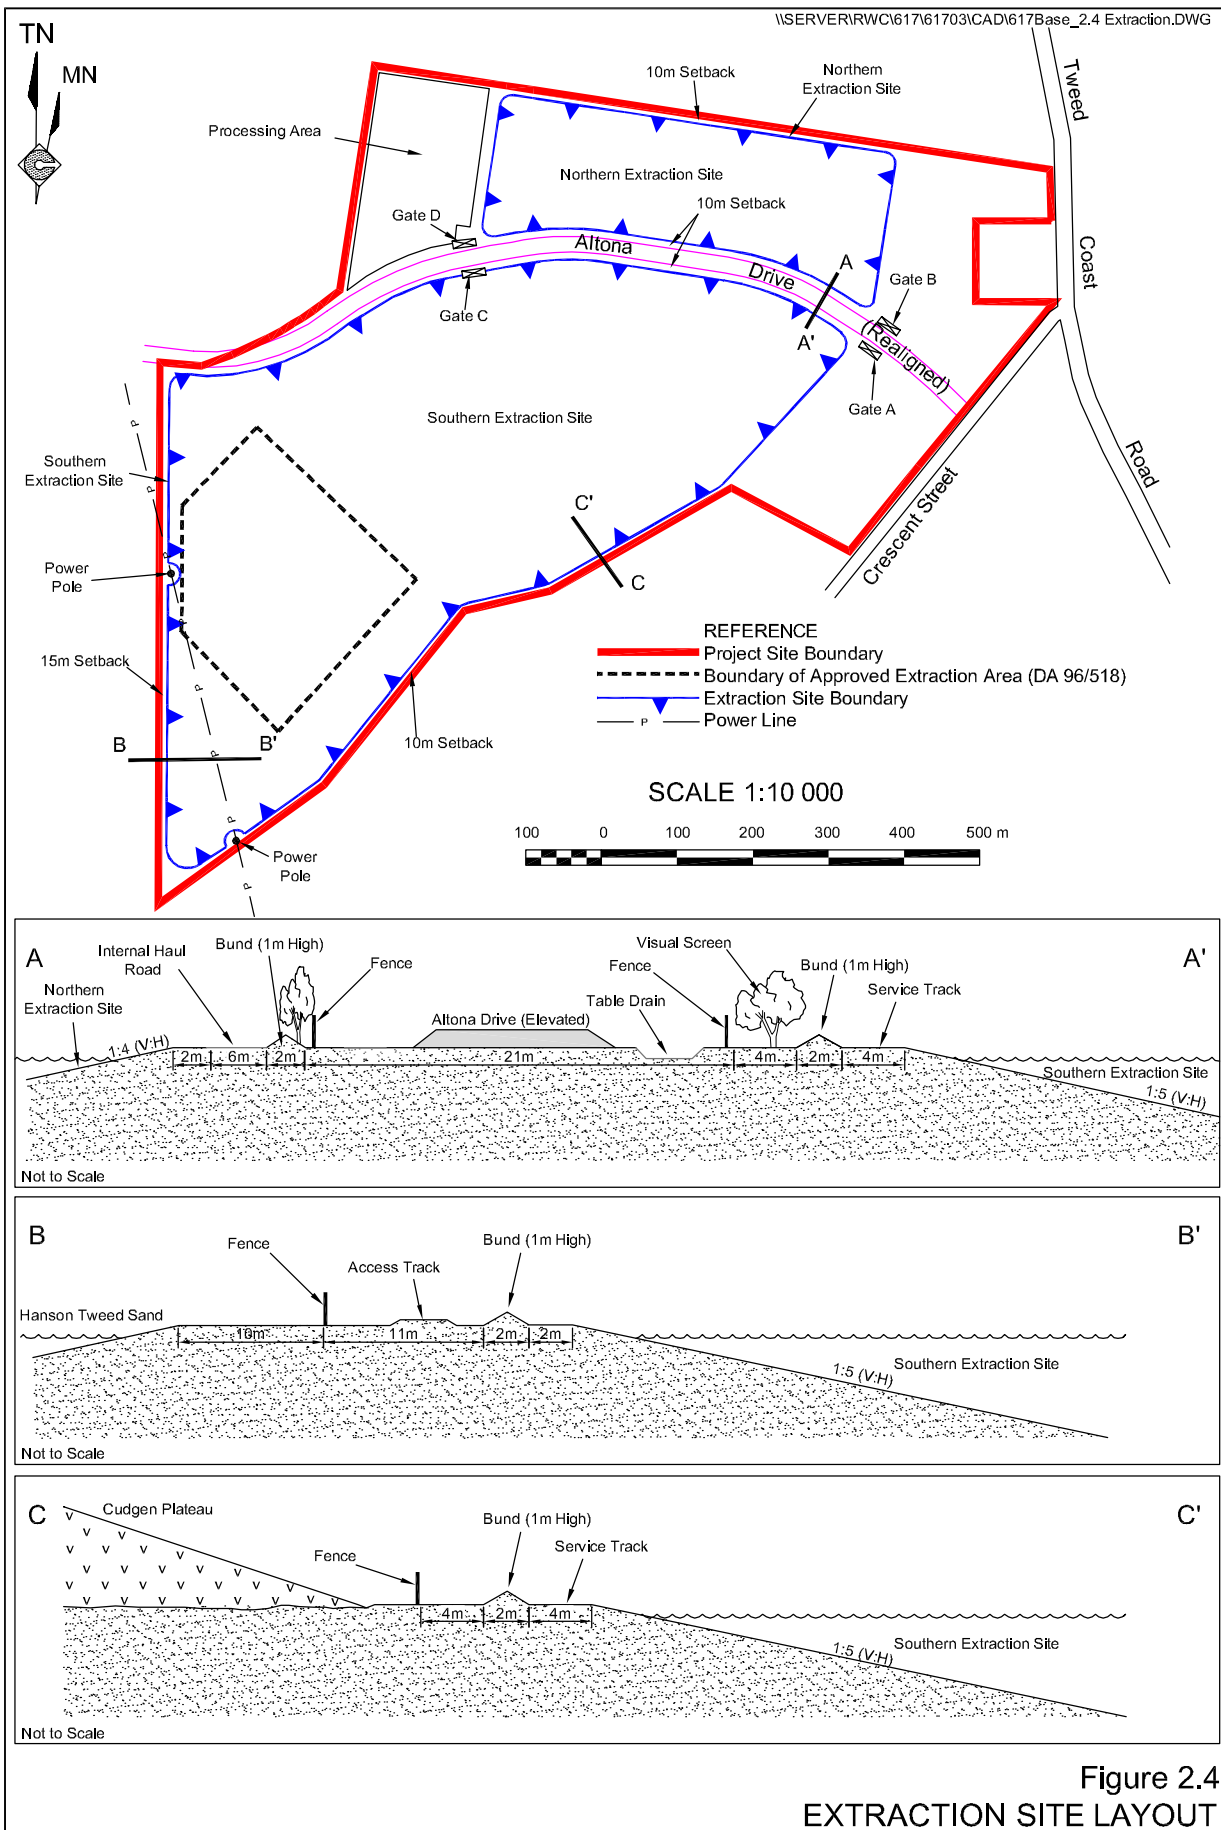 \\SERVER\RWC\617\61703\CAD\617Base_2.4 Extraction.DWG
TN
MN
10m Setback
Northern
Extraction Site
Tweed
Coast
Road
Processing Area
Northern Extraction Site
10m Setback
Gate D
Altona
Drive
(Realigned)
A
Gate B
Gate C
A'
Gate A
Southern Extraction Site
P
Southern
Extraction Site
P
P
Crescent Street
C'
C
Power
Pole
P
15m Setback
P
10m Setback
B
B'
P
P
P
Power
Pole
REFERENCE
Project Site Boundary
Boundary of Approved Extraction Area (DA 96/518)
Extraction Site Boundary
P
Power Line
SCALE 1:10 000
100
0
100
200
300
400
500 m
A
A'
Internal Haul
Road
Bund (1m High)
Fence
Visual Screen
Fence
Bund (1m High)
Northern
Extraction Site
Table Drain
Service Track
Altona Drive (Elevated)
1:4 (V:H)
2m
6m
2m
21m
4m
2m
4m
Southern Extraction Site
1:5 (V:H)
Not to Scale
B
B'
Fence
Bund (1m High)
Access Track
Hanson Tweed Sand
10m
11m
2m
2m
1:5 (V:H)
Southern Extraction Site
Not to Scale
C
C'
Cudgen Plateau
Bund (1m High)
Fence
Service Track
V V V V V V V V V V V V V V V V V V V V V V V V V V V V V V V V V V
4m
2m
4m
1:5 (V:H)
Southern Extraction Site
Not to Scale
Figure 2.4
EXTRACTION SITE LAYOUT